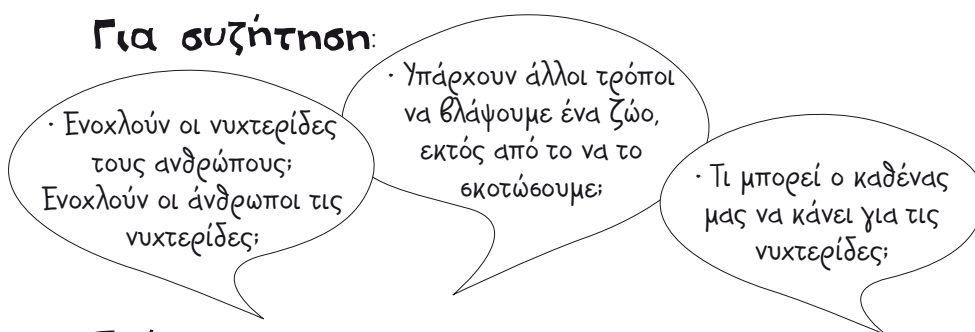 Για συζήτηση:
· Ενοχλούν οι νυχτερίδες
τους ανθρώπους;
Ενοχλούν οι άνθρωποι τις
νυχτερίδες;
· Υπάρχουν άλλοι τρόποι
να βλάψουμε ένα ζώο,
εκτός από το να το
σκοτώσουμε;
· Τι μπορεί ο καθένας
μας να κάνει για τις
νυχτερίδες;